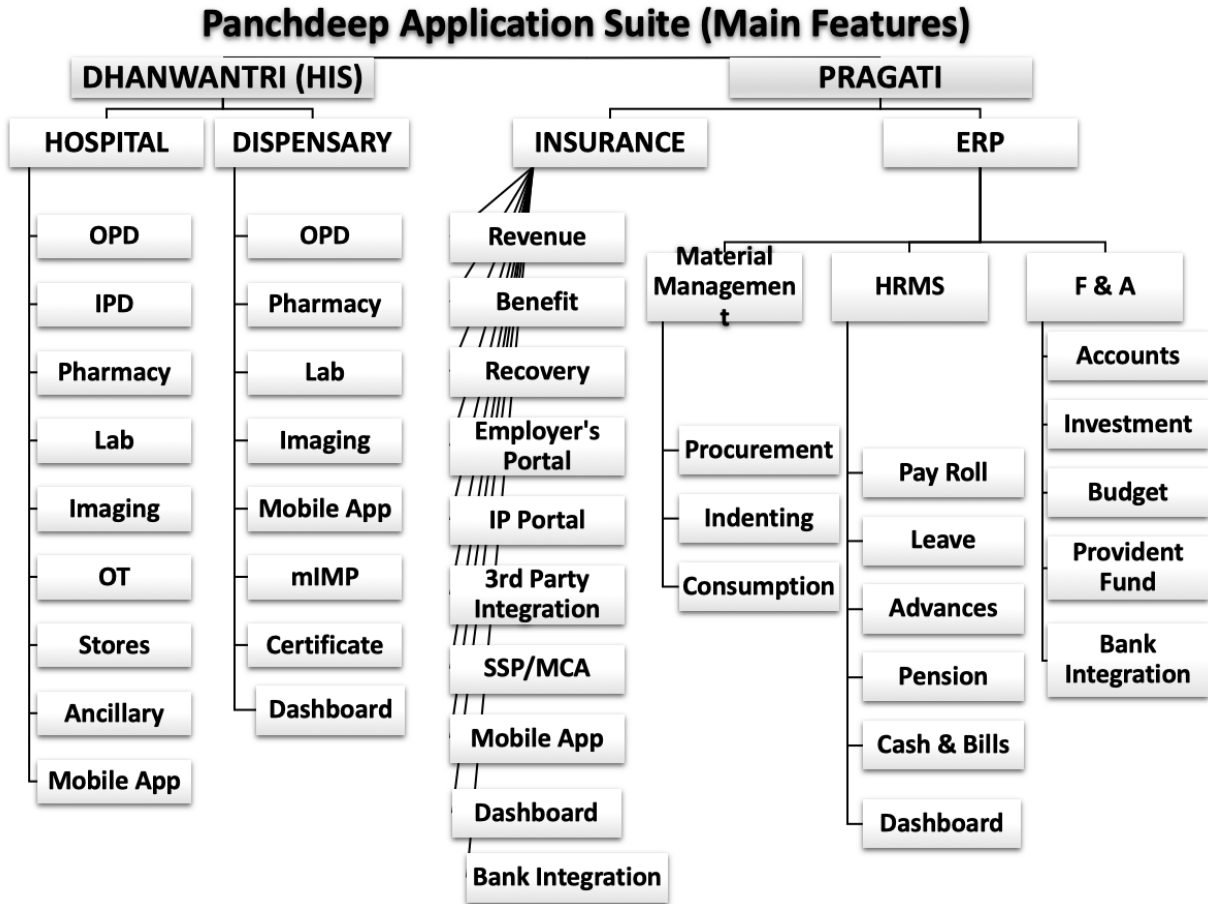 Panchdeep Application Suite (Main Features)
DHANWANTRI (HIS)
PRAGATI
HOSPITAL
DISPENSARY
INSURANCE
ERP
OPD
IPD
Pharmacy
Lab
Imaging
OT
Stores
Ancillary
Mobile App
OPD
Pharmacy
Lab
Imaging
Mobile App
mIMP
Certificate
Dashboard
Revenue
Benefit
Recovery
Employer's
Portal
IP Portal
3rd Party
Integration
SSP/MCA
Mobile App
Dashboard
Bank Integration
Material
Managemen
t
Procurement
Indenting
Consumption
HRMS
Pay Roll
Leave
Advances
Pension
Cash & Bills
Dashboard
F & A
Accounts
Investment
Budget
Provident
Fund
Bank
Integration